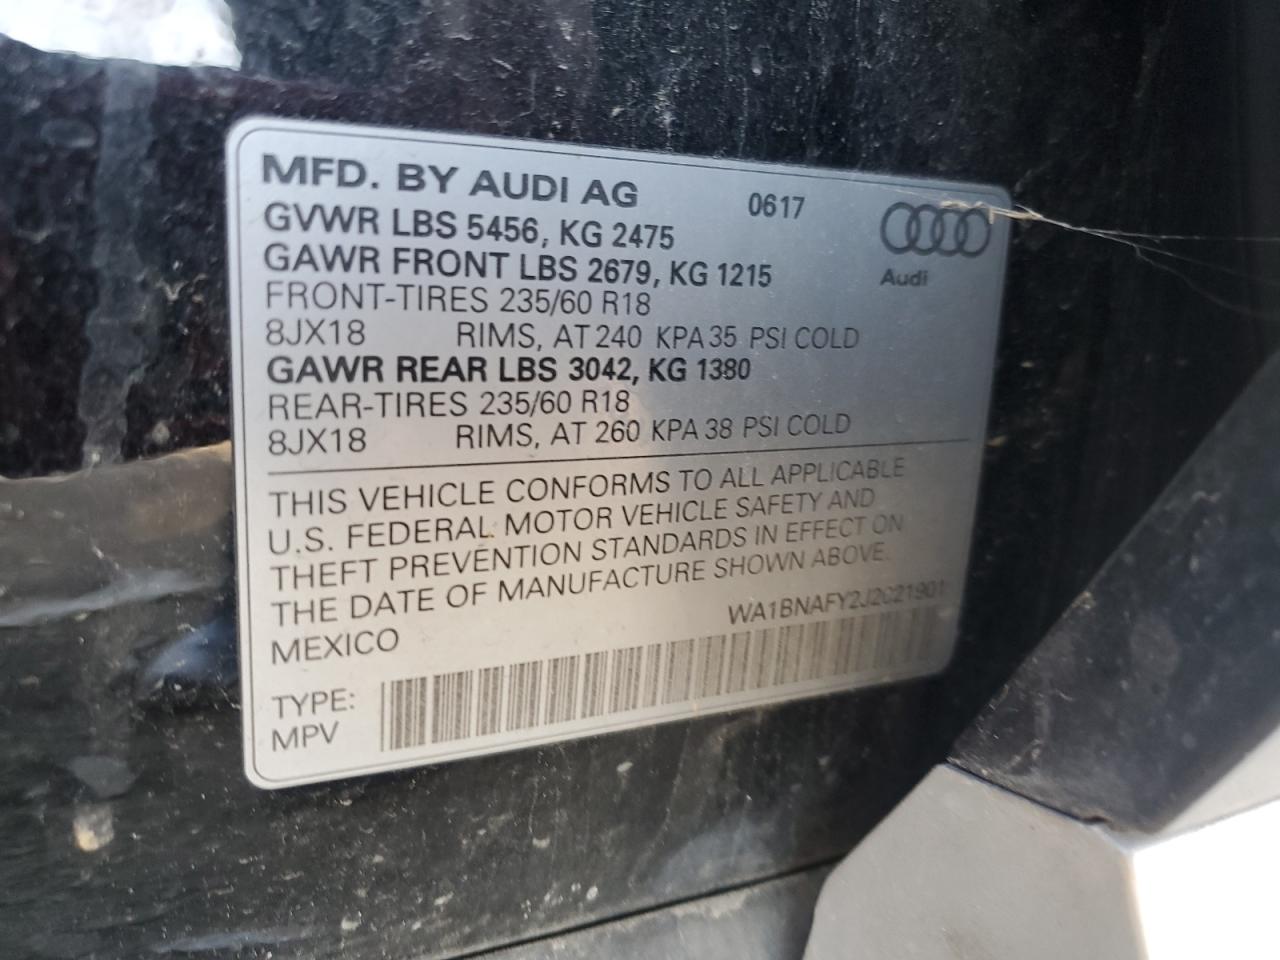 MFD. BY AUDI AG 0617
GVWR LBS 5456, KG 2475
GAWR FRONT LBS 2679, KG 1215
Audi
FRONT-TIRES 235/60 R18
8JX18 RIMS, AT 240 KPA 35 PSI COLD
GAWR REAR LBS 3042, KG 1380
REAR-TIRES 235/60 R18
8JX18 RIMS, AT 260 KPA 38 PSI COLD
THIS VEHICLE CONFORMS TO ALL APPLICABLE
U.S. FEDERAL MOTOR VEHICLE SAFETY AND
THEFT PREVENTION STANDARDS IN EFFECT ON
THE DATE OF MANUFACTURE SHOWN ABOVE.
MEXICO WA1BNAFY2J2021901
TYPE:
MPV